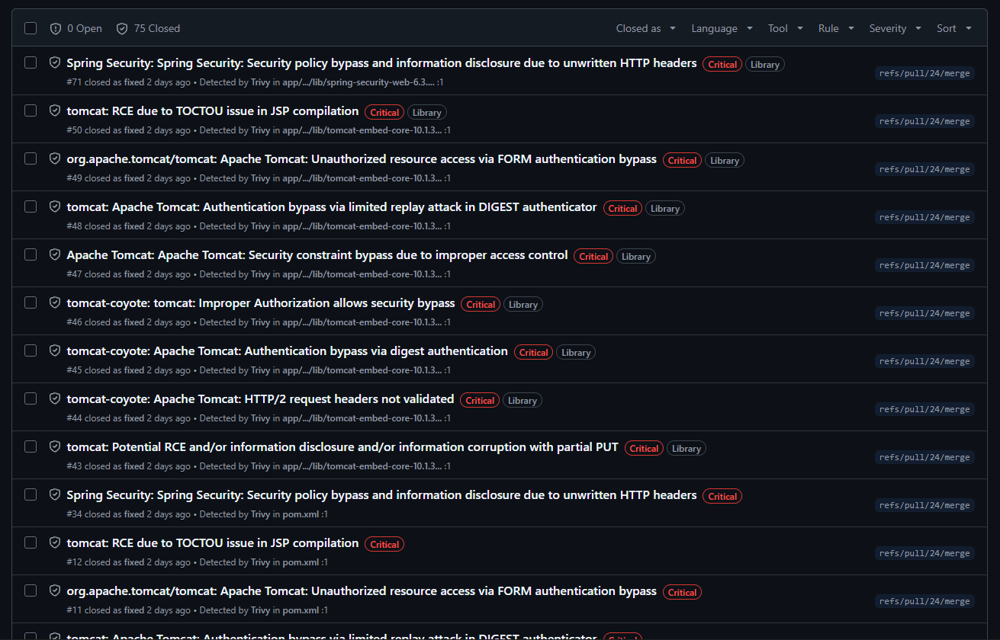 0 Open 75 Closed Closed as Language Tool Rule Severity Sort
Spring Security: Spring Security: Security policy bypass and information disclosure due to unwritten HTTP headers Critical Library
#71 closed as fixed 2 days ago • Detected by Trivy in app/.../lib/spring-security-web-6.3.... :1
refs/pull/24/merge
tomcat: RCE due to TOCTOU issue in JSP compilation Critical Library
#50 closed as fixed 2 days ago • Detected by Trivy in app/.../lib/tomcat-embed-core-10.1.3... :1
refs/pull/24/merge
org.apache.tomcat/tomcat: Apache Tomcat: Unauthorized resource access via FORM authentication bypass Critical Library
#49 closed as fixed 2 days ago • Detected by Trivy in app/.../lib/tomcat-embed-core-10.1.3... :1
refs/pull/24/merge
tomcat: Apache Tomcat: Authentication bypass via limited replay attack in DIGEST authenticator Critical Library
#48 closed as fixed 2 days ago • Detected by Trivy in app/.../lib/tomcat-embed-core-10.1.3... :1
refs/pull/24/merge
Apache Tomcat: Apache Tomcat: Security constraint bypass due to improper access control Critical Library
#47 closed as fixed 2 days ago • Detected by Trivy in app/.../lib/tomcat-embed-core-10.1.3... :1
refs/pull/24/merge
tomcat-coyote: tomcat: Improper Authorization allows security bypass Critical Library
#46 closed as fixed 2 days ago • Detected by Trivy in app/.../lib/tomcat-embed-core-10.1.3... :1
refs/pull/24/merge
tomcat-coyote: Apache Tomcat: Authentication bypass via digest authentication Critical Library
#45 closed as fixed 2 days ago • Detected by Trivy in app/.../lib/tomcat-embed-core-10.1.3... :1
refs/pull/24/merge
tomcat-coyote: Apache Tomcat: HTTP/2 request headers not validated Critical Library
#44 closed as fixed 2 days ago • Detected by Trivy in app/.../lib/tomcat-embed-core-10.1.3... :1
refs/pull/24/merge
tomcat: Potential RCE and/or information disclosure and/or information corruption with partial PUT Critical Library
#43 closed as fixed 2 days ago • Detected by Trivy in app/.../lib/tomcat-embed-core-10.1.3... :1
refs/pull/24/merge
Spring Security: Spring Security: Security policy bypass and information disclosure due to unwritten HTTP headers Critical
#34 closed as fixed 2 days ago • Detected by Trivy in pom.xml :1
refs/pull/24/merge
tomcat: RCE due to TOCTOU issue in JSP compilation Critical
#12 closed as fixed 2 days ago • Detected by Trivy in pom.xml :1
refs/pull/24/merge
org.apache.tomcat/tomcat: Apache Tomcat: Unauthorized resource access via FORM authentication bypass Critical
#11 closed as fixed 2 days ago • Detected by Trivy in pom.xml :1
refs/pull/24/merge
tomcat: Apache Tomcat: Authentication bypass via limited replay attack in DIGEST authenticator Critical